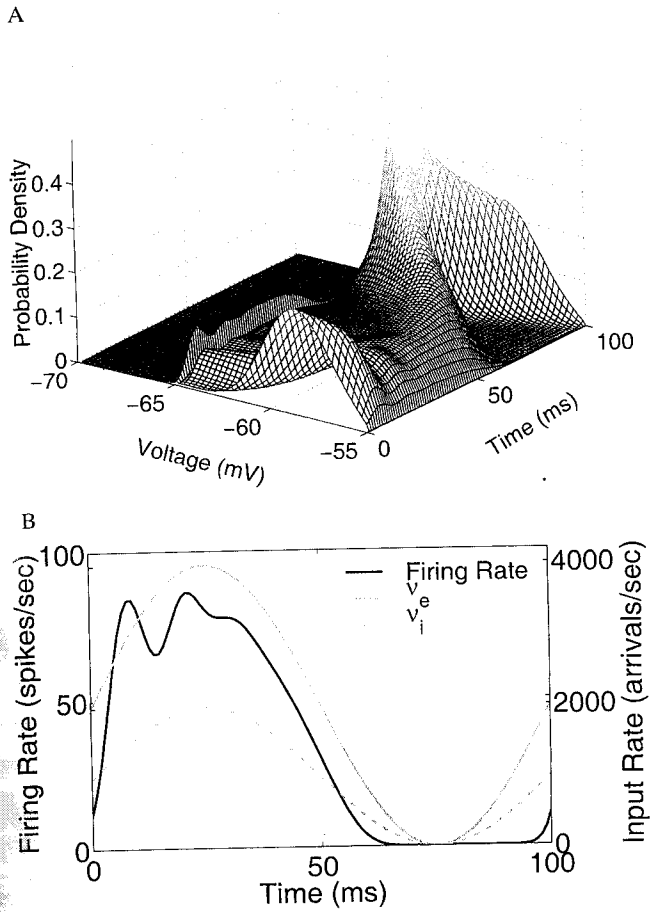 A
Probability Density
0.4
0.3
0.2
0.1
0
−70
−65
−60
−55
Voltage (mV)
0
50
100
Time (ms)
B
Firing Rate (spikes/sec)
100
50
0
Firing Rate
νe
νi
4000
2000
0
Input Rate (arrivals/sec)
0
50
100
Time (ms)